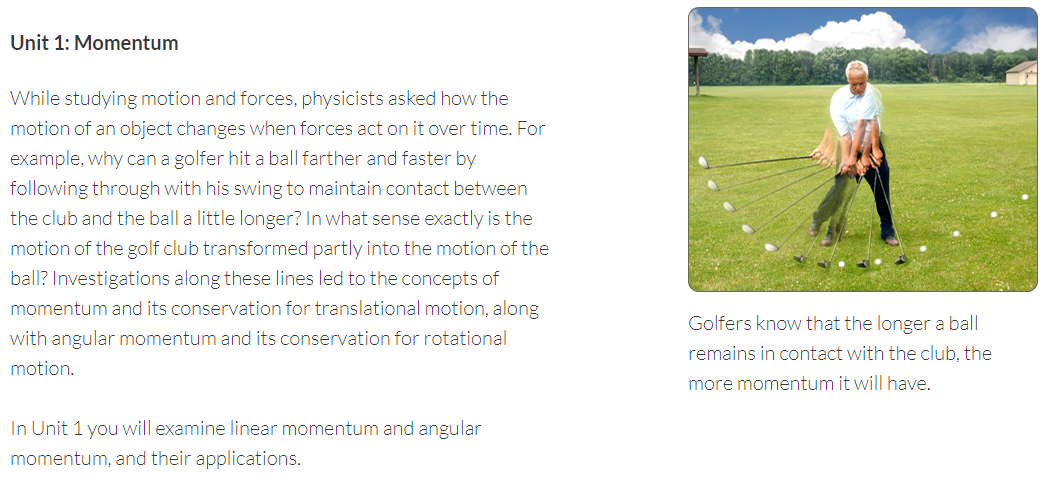 Unit 1: Momentum
While studying motion and forces, physicists asked how the
motion of an object changes when forces act on it over time. For
example, why can a golfer hit a ball farther and faster by
following through with his swing to maintain contact between
the club and the ball a little longer? In what sense exactly is the
motion of the golf club transformed partly into the motion of the
ball? Investigations along these lines led to the concepts of
momentum and its conservation for translational motion, along
with angular momentum and its conservation for rotational
motion.
In Unit 1 you will examine linear momentum and angular
momentum, and their applications.
Golfers know that the longer a ball
remains in contact with the club, the
more momentum it will have.